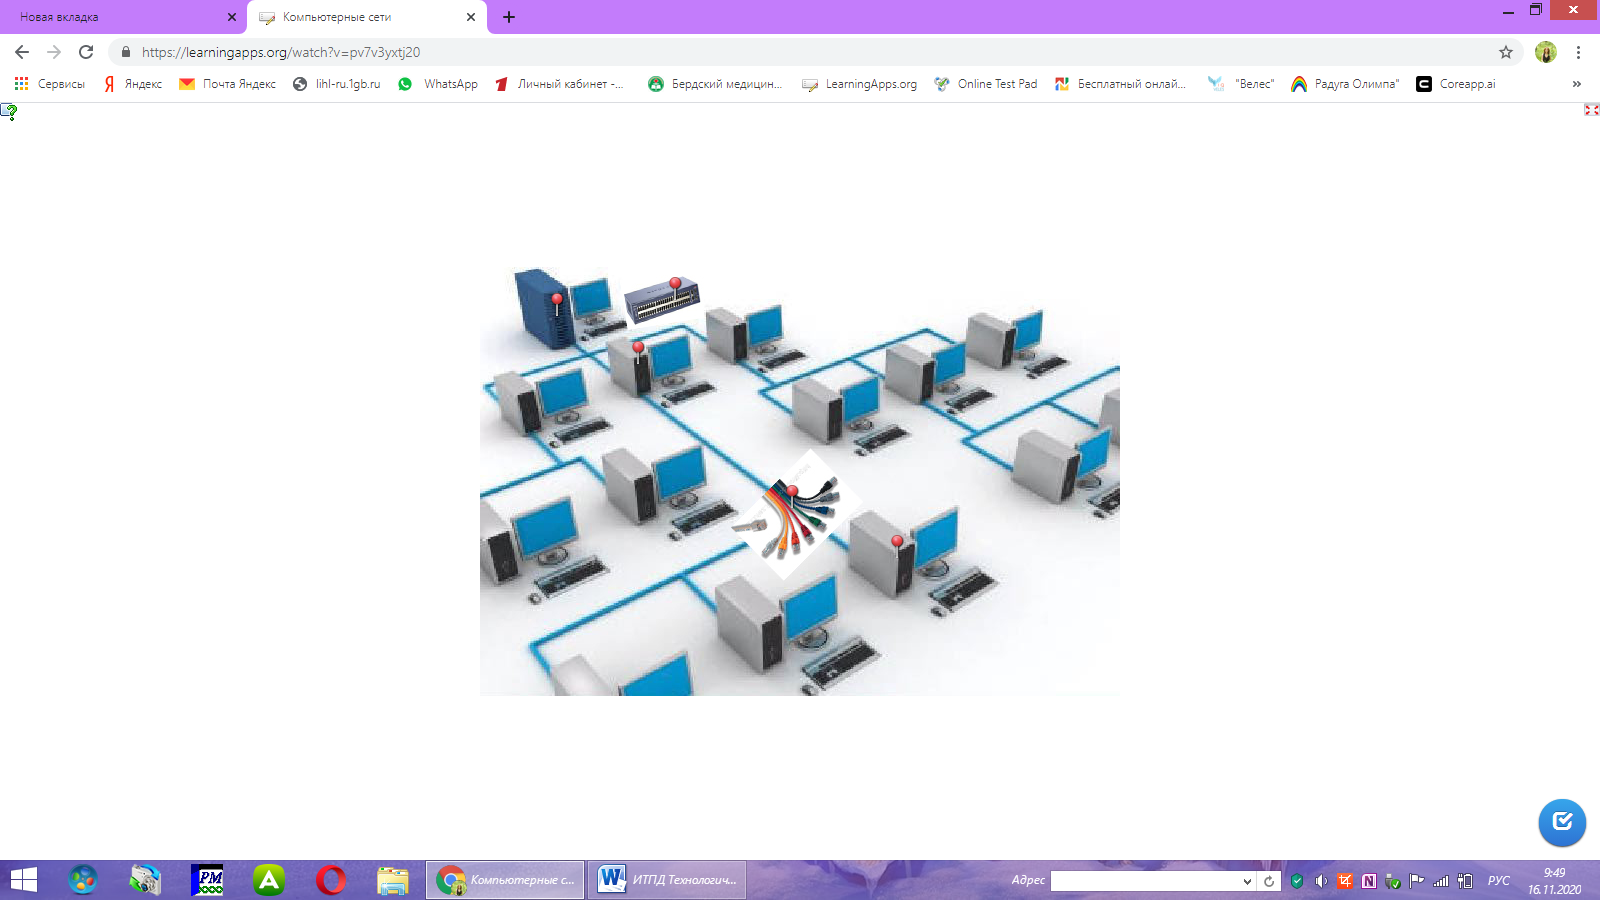 Новая вкладка
Компьютерные сети
https://learningapps.org/watch?v=pv7v3yxtj20
Сервисы Яндекс Почта Яндекс lihl-ru.1gb.ru WhatsApp Личный кабинет -... Бердский медицин... LearningApps.org Online Test Pad Бесплатный онлай... "Велес" Радуга Олимпа" Coreapp.ai »
Компьютерные с...
ИТПД Технологич...
Адрес
РУС
9:49
16.11.2020